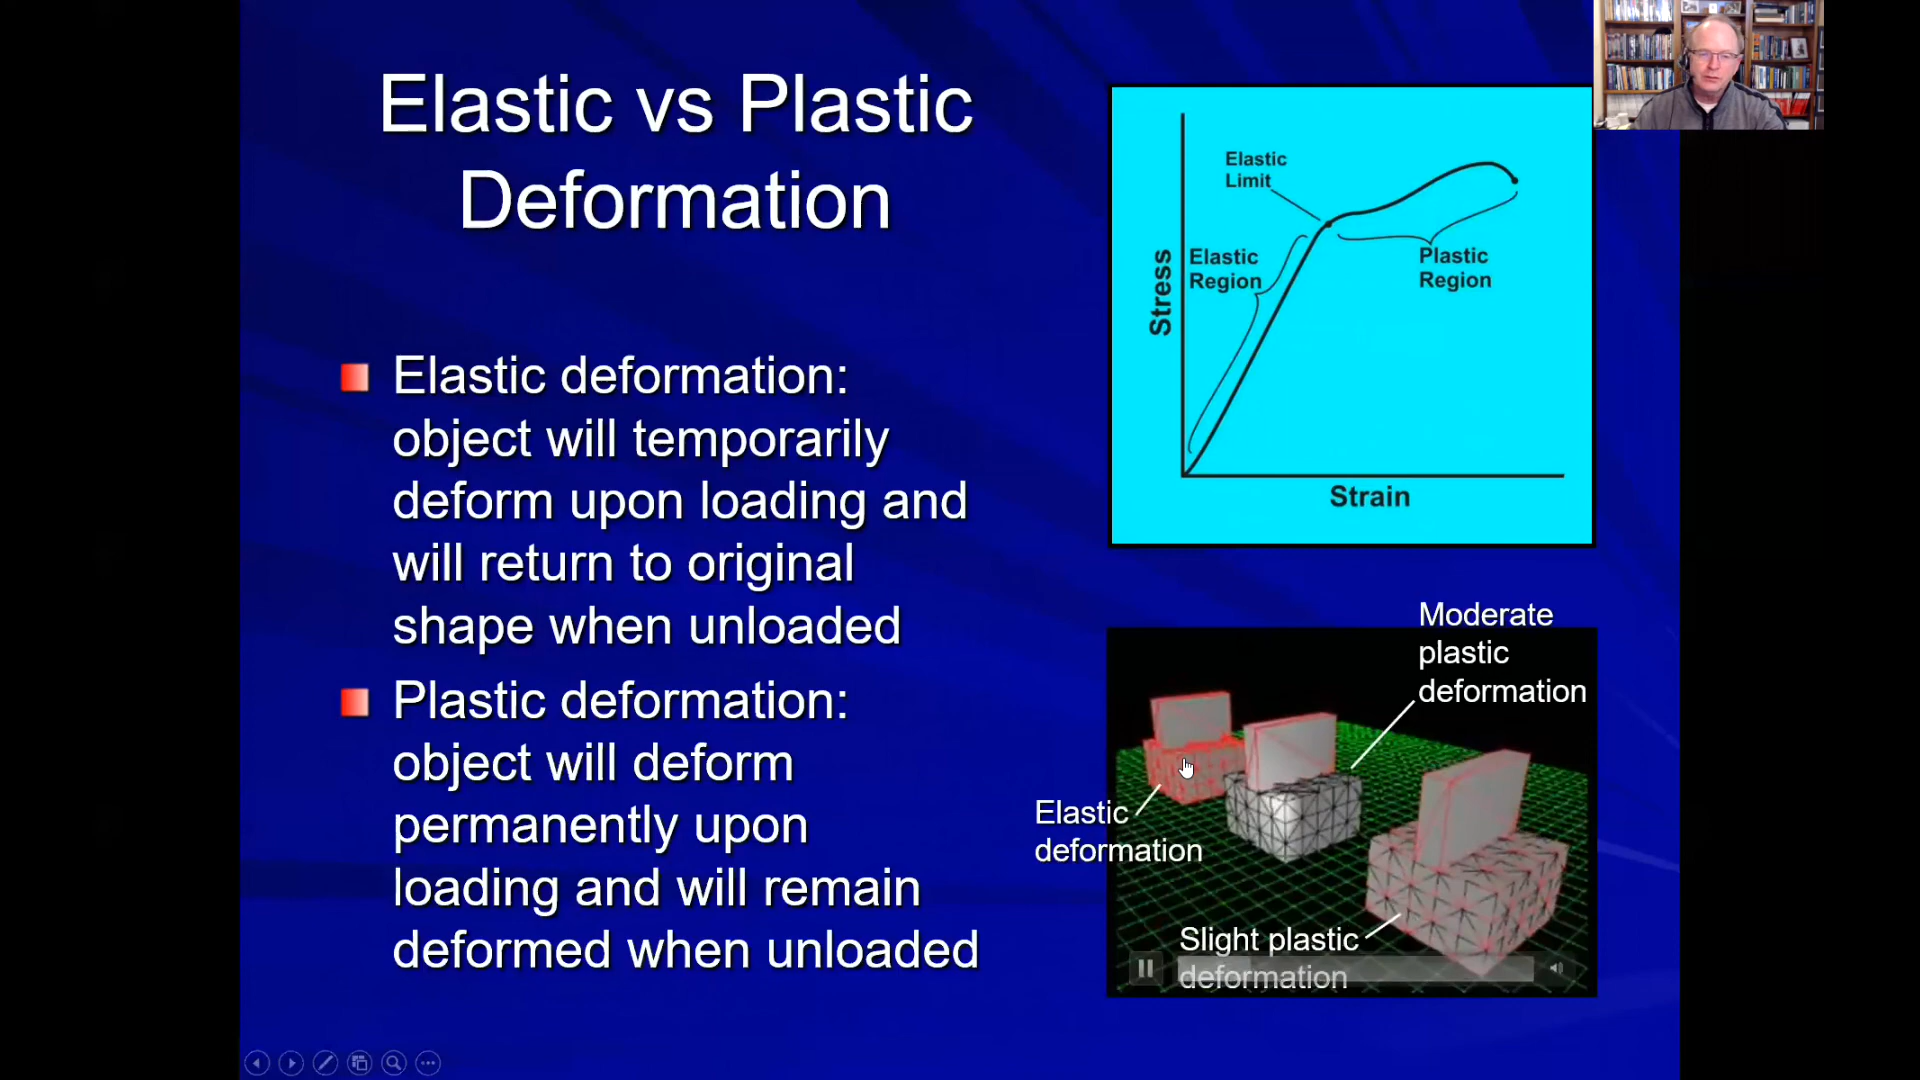 Elastic vs Plastic
Deformation
Elastic deformation:
object will temporarily
deform upon loading and
will return to original
shape when unloaded
Plastic deformation:
object will deform
permanently upon
loading and will remain
deformed when unloaded
Elastic
Limit
Elastic
Region
Plastic
Region
Stress
Strain
Moderate
plastic
deformation
Elastic
deformation
Slight plastic
deformation